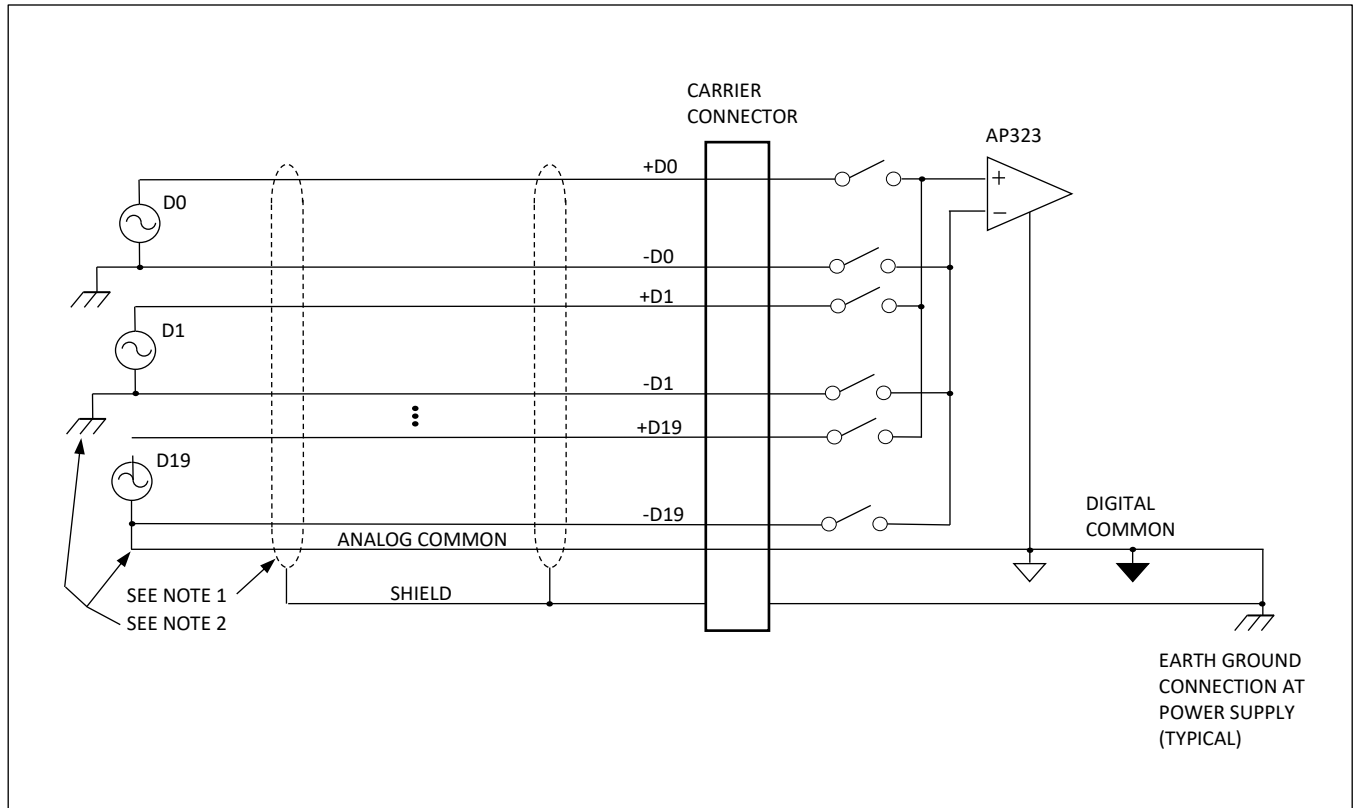 CARRIER
CONNECTOR
AP323
+D0
D0
+
−
-D0
+D1
D1
-D1
+D19
D19
-D19
DIGITAL
COMMON
ANALOG COMMON
SEE NOTE 1
SHIELD
SEE NOTE 2
EARTH GROUND
CONNECTION AT
POWER SUPPLY
(TYPICAL)